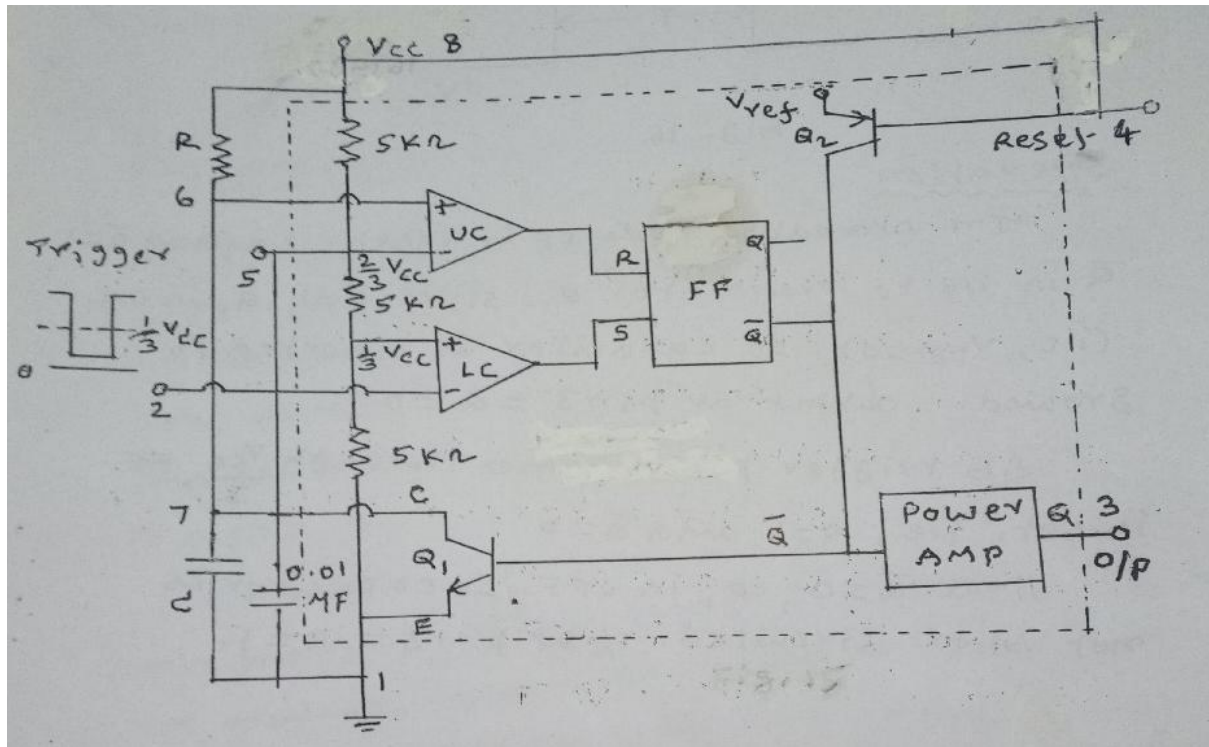 Vcc 8
Vref
Q2
Reset 4
R
5KΩ
6
+
UC
-
Trigger
5
2/3 Vcc
R
Q
FF
5KΩ
1/3 Vcc
0
1/3 Vcc
+
LC
-
S
Q̅
2
5KΩ
7
C
Q1
Q̅
Power
AMP
Q
3
O/P
0.01
MF
C
E
1